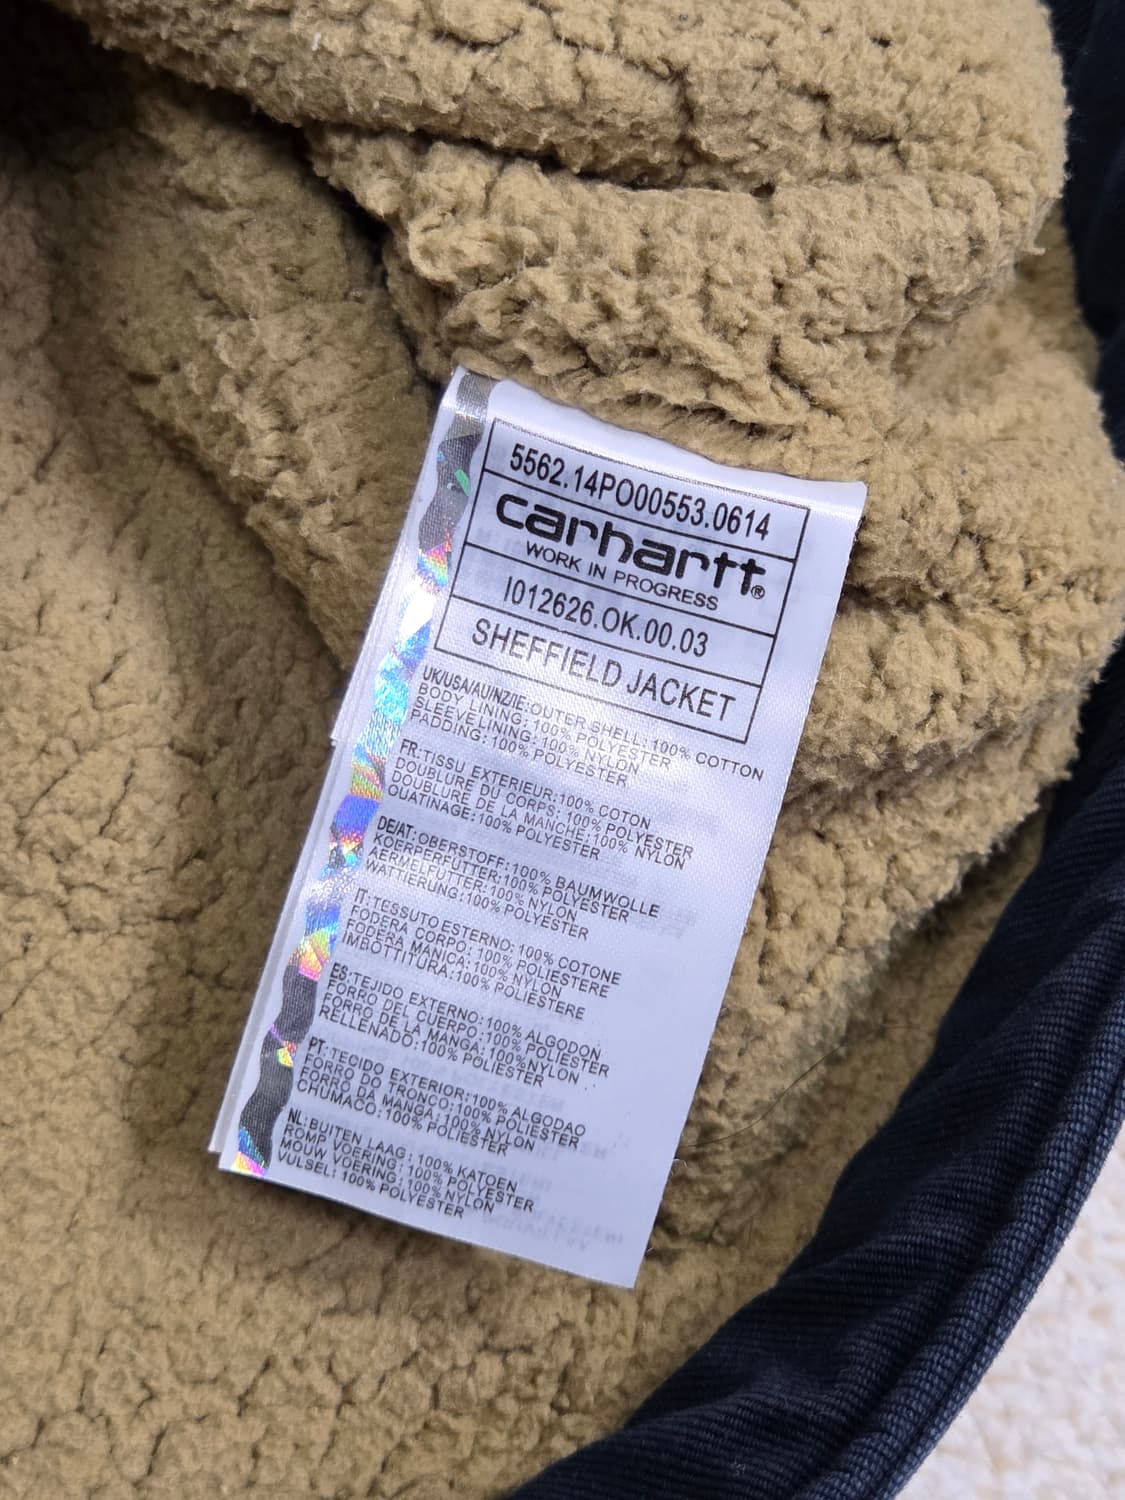 5562.14PO00553.0614
carhartt®
WORK IN PROGRESS
I012626.OK.00.03
SHEFFIELD JACKET
UK/USA/AU/NZ/IE:OUTER SHELL: 100% COTTON
BODY LINING: 100% POLYESTER
SLEEVE LINING: 100% NYLON
PADDING: 100% POLYESTER
FR:TISSU EXTERIEUR:100% COTON
DOUBLURE DU CORPS: 100% POLYESTER
DOUBLURE DE LA MANCHE:100% NYLON
OUATINAGE:100% POLYESTER
DE/AT:OBERSTOFF:100% BAUMWOLLE
KOERPERFUTTER:100% POLYESTER
AERMELFUTTER:100% NYLON
WATTIERUNG:100% POLYESTER
IT:TESSUTO ESTERNO:100% COTONE
FODERA CORPO: 100% POLIESTERE
FODERA MANICA:100% NYLON
IMBOTTITURA:100% POLIESTERE
ES:TEJIDO EXTERNO:100% ALGODON
FORRO DEL CUERPO:100% POLIESTER
FORRO DE LA MANGA:100%NYLON
RELLENADO:100% POLIESTER
PT:TECIDO EXTERIOR:100% ALGODAO
FORRO DO TRONCO:100% POLIESTER
FORRO DA MANGA:100% NYLON
CHUMACO:100% POLIESTER
NL:BUITEN LAAG:100% KATOEN
ROMP VOERING:100% POLYESTER
MOUW VOERING:100%NYLON
VULSEL:100% POLYESTER